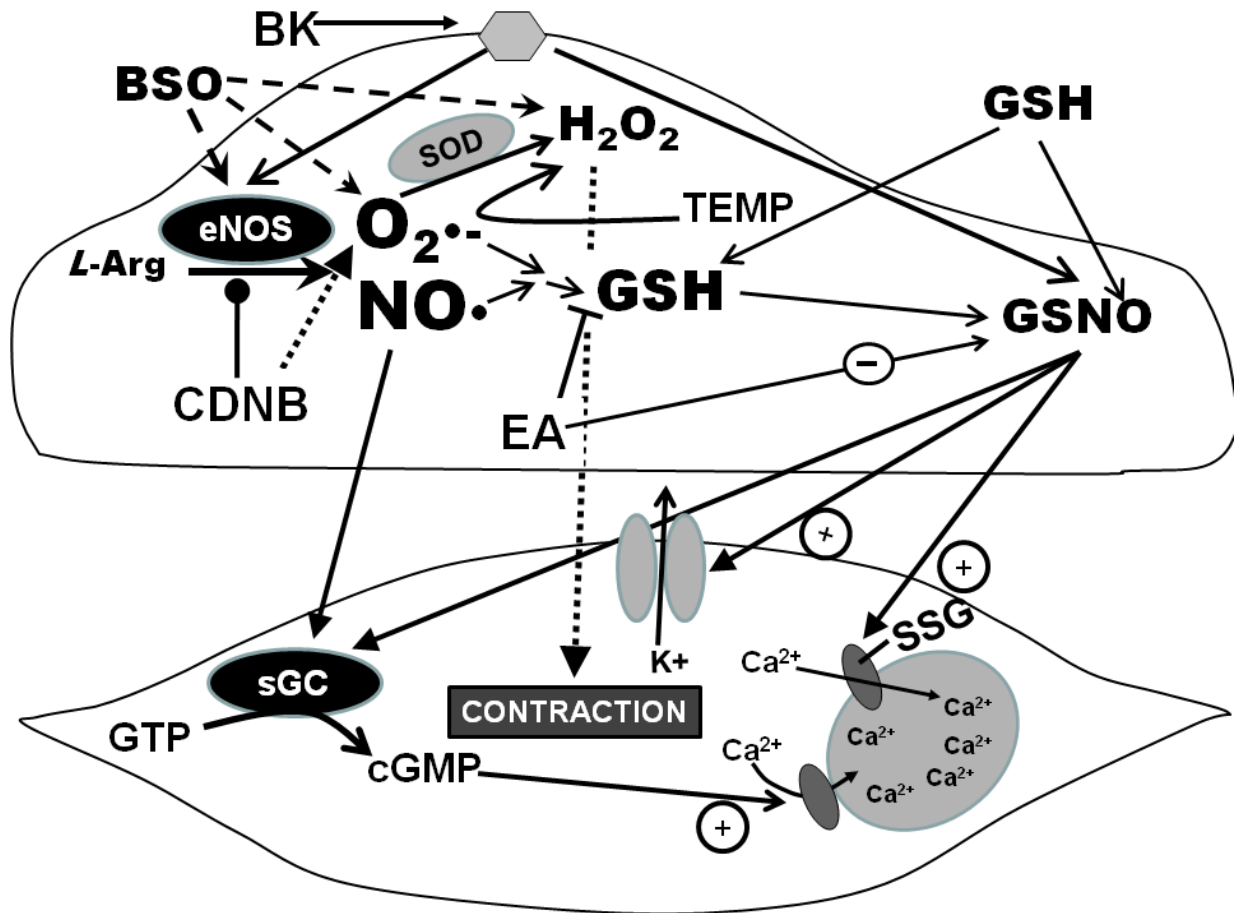 BK
BSO
GSH
H₂O₂
SOD
TEMP
eNOS
O₂•-
L-Arg
NO•
GSH
GSNO
−
CDNB
EA
+
+
SSG
K+
Ca²⁺
sGC
CONTRACTION
Ca²⁺
GTP
Ca²⁺
Ca²⁺
Ca²⁺
cGMP
Ca²⁺
Ca²⁺
+